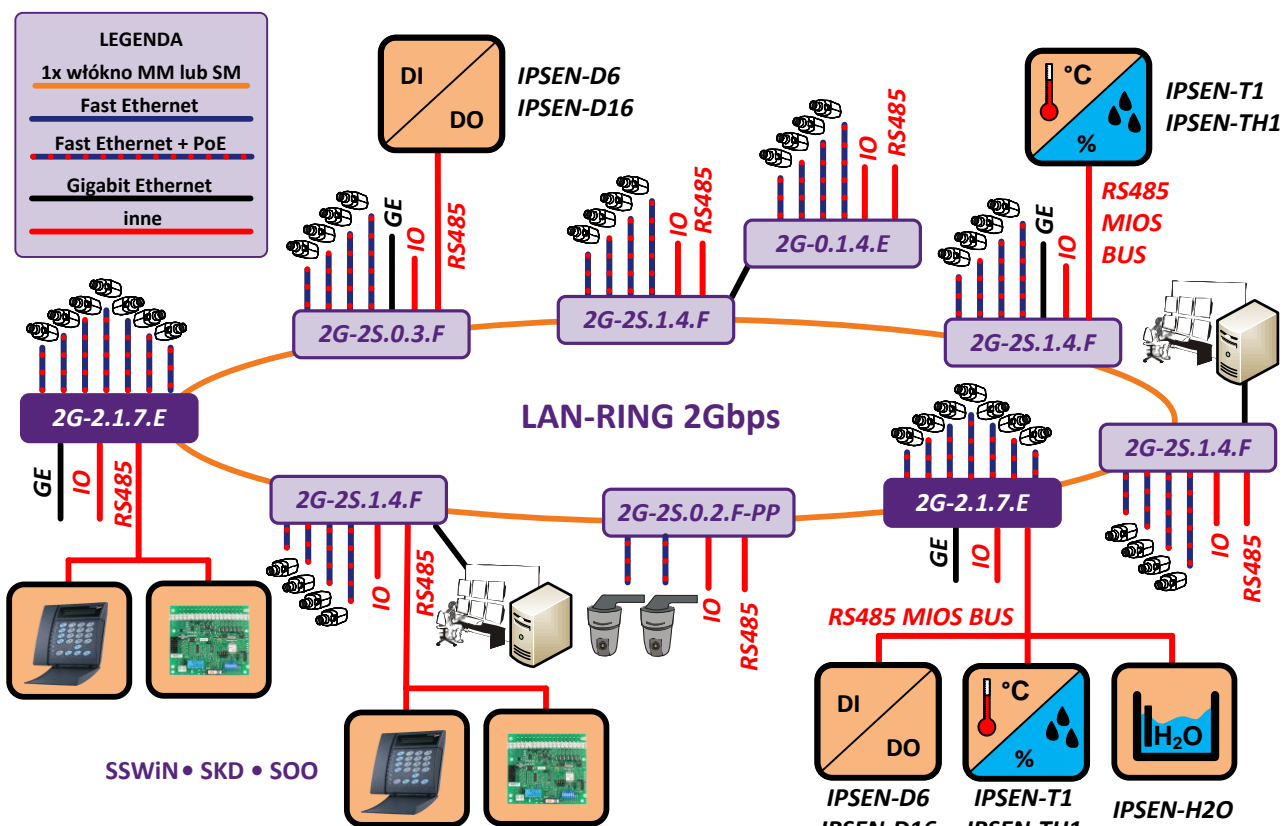 LEGENDA
1x włókno MM lub SM
Fast Ethernet
Fast Ethernet + PoE
Gigabit Ethernet
inne
DI
DO
IPSEN-D6
IPSEN-D16
°C
%
IPSEN-T1
IPSEN-TH1
GE
IO
RS485
IO
RS485
IO
RS485
GE
IO
RS485
MIOS
BUS
2G-0.1.4.E
2G-2S.0.3.F
2G-2S.1.4.F
2G-2S.1.4.F
2G-2.1.7.E
LAN-RING 2Gbps
2G-2S.1.4.F
GE
IO
RS485
2G-2S.1.4.F
2G-2S.0.2.F-PP
2G-2.1.7.E
IO
RS485
IO
RS485
GE
IO
IO
RS485
RS485 MIOS BUS
DI
DO
°C
%
H₂O
SSWiN • SKD • SOO
IPSEN-D6
IPSEN-D16
IPSEN-T1
IPSEN-TH1
IPSEN-H2O